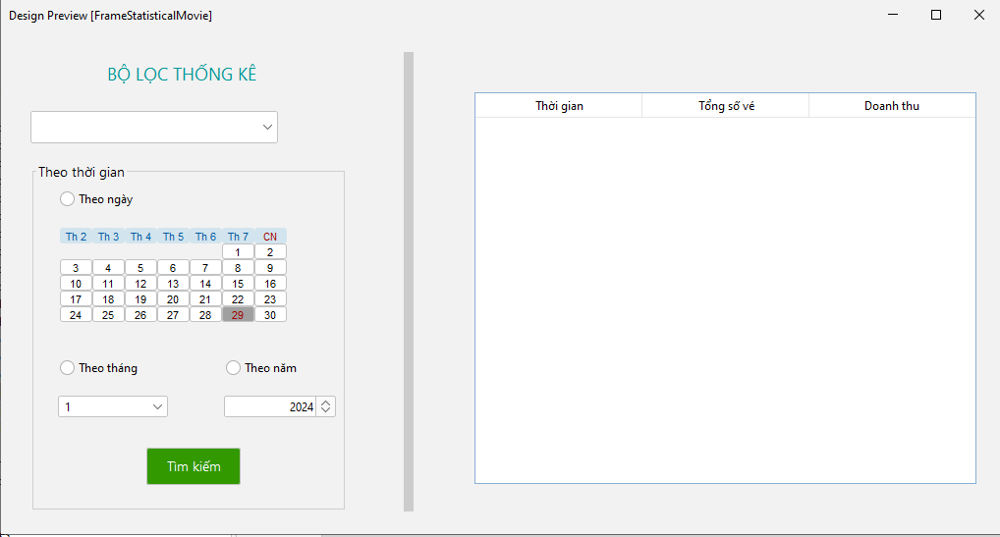 Design Preview [FrameStatisticalMovie]
BỘ LỌC THỐNG KÊ
Theo thời gian
Theo ngày
Th 2 Th 3 Th 4 Th 5 Th 6 Th 7 CN
1 2
3 4 5 6 7 8 9
10 11 12 13 14 15 16
17 18 19 20 21 22 23
24 25 26 27 28 29 30
Theo tháng Theo năm
1 2024
Tìm kiếm
Thời gian Tổng số vé Doanh thu